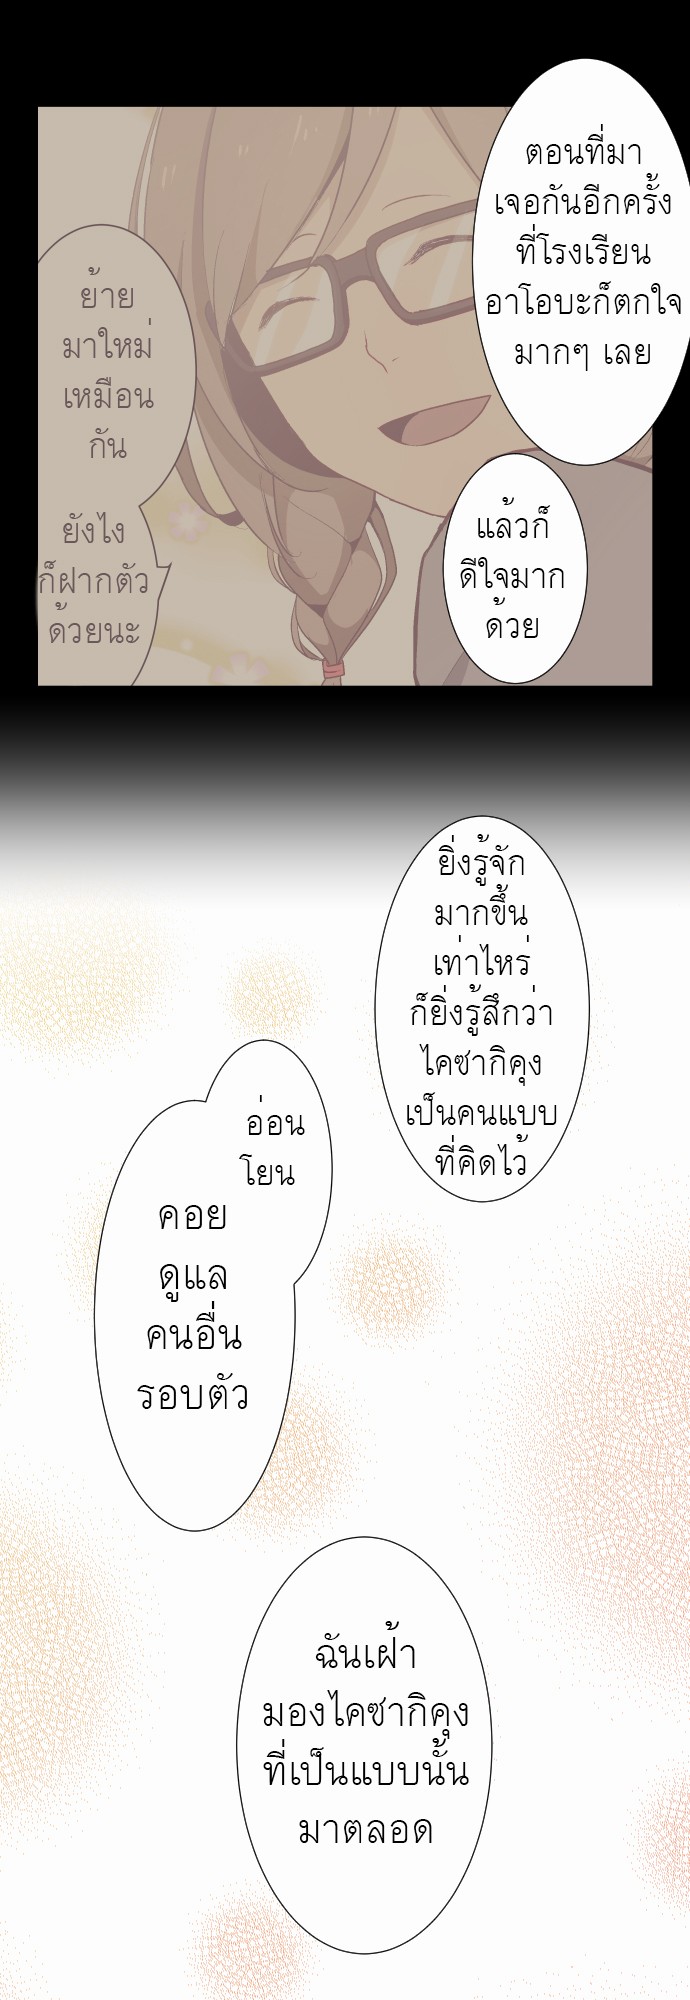 ตอนที่มา
เจอกันอีกครั้ง
ที่โรงเรียน
อาโอบะก็ตกใจ
มากๆ เลย
ย้าย
มาใหม่
เหมือน
กัน
ยังไง
ก็ฝากตัว
ด้วยนะ
แล้วก็
ดีใจมาก
ด้วย
ยิ่งรู้จัก
มากขึ้น
เท่าไหร่
ก็ยิ่งรู้สึกว่า
ไคซากิคุง
เป็นคนแบบ
ที่คิดไว้
อ่อน
โยน
คอย
ดูแล
คนอื่น
รอบตัว
ฉันเฝ้า
มองไคซากิคุง
ที่เป็นแบบนั้น
มาตลอด